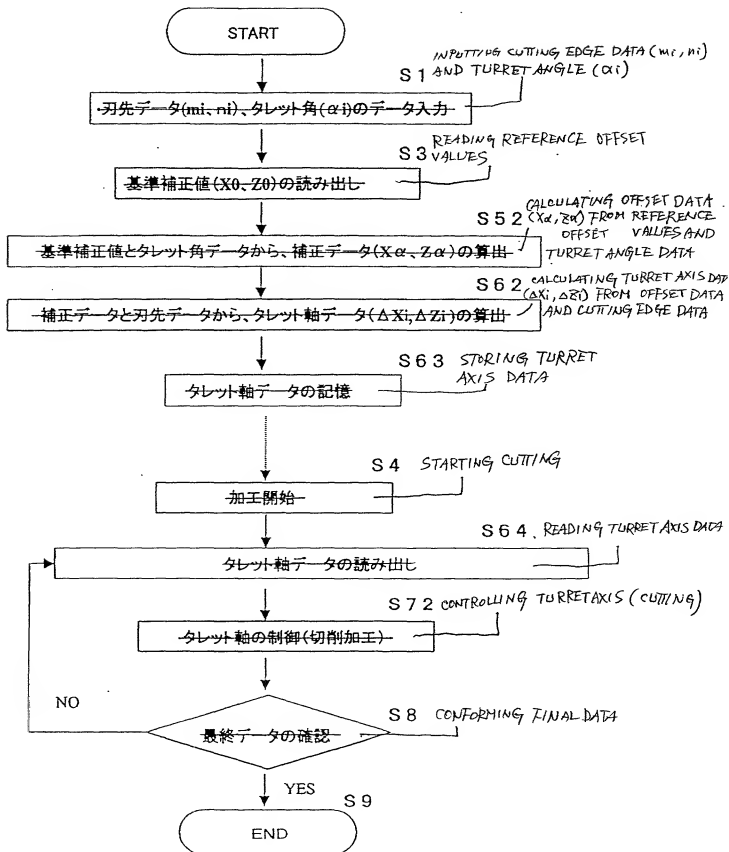 START
S1
INPUTTING CUTTING EDGE DATA (mi, ni)
AND TURRET ANGLE (αi)
刃先データ(mi、ni)、タレット角(αi)のデータ入力
S3
READING REFERENCE OFFSET
VALUES
基準補正値(X0、Z0)の読み出し
S52
CALCULATING OFFSET DATA
(Xα, Zα) FROM REFERENCE
OFFSET VALUES AND
TURRET ANGLE DATA
基準補正値とタレット角データから、補正データ(Xα、Zα)の算出
S62
CALCULATING TURRET AXIS DAT
(ΔXi, ΔZi) FROM OFFSET DATA
AND CUTTING EDGE DATA
補正データと刃先データから、タレット軸データ(ΔXi,ΔZi)の算出
S63 STORING TURRET
AXIS DATA
タレット軸データの記憶
S4 STARTING CUTTING
加工開始
S64. READING TURRET AXIS DATA
タレット軸データの読み出し
S72 CONTROLLING TURRET AXIS (CUTTING)
タレット軸の制御(切削加工)
NO
S8 CONFORMING FINAL DATA
最終データの確認
YES
S9
END